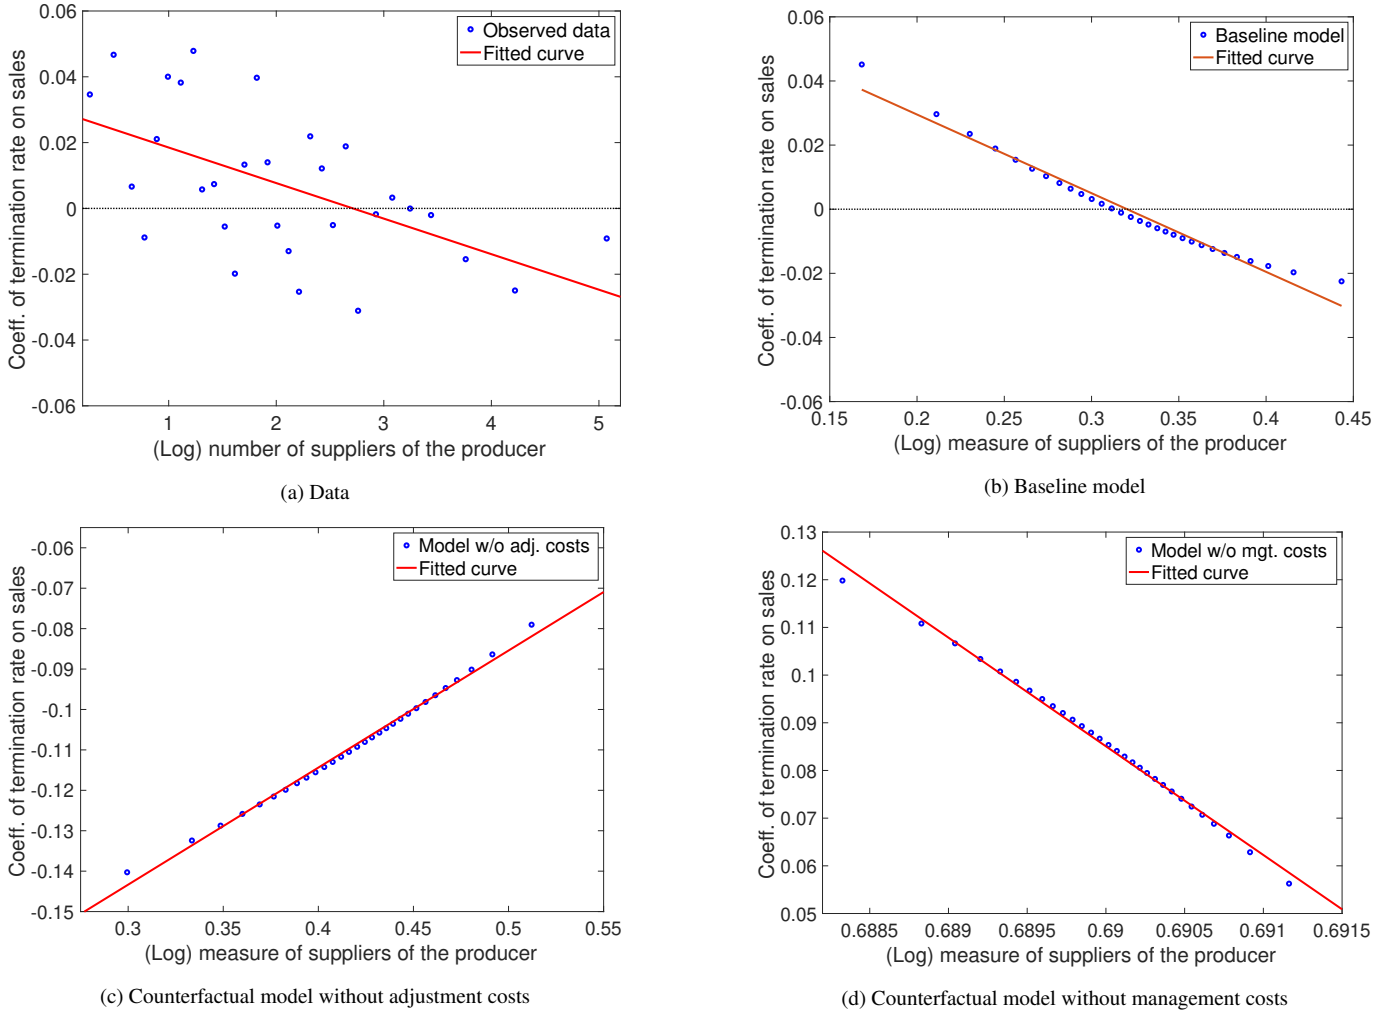 0.06
0.04
0.02
0
-0.02
-0.04
-0.06
Coeff. of termination rate on sales
Observed data
Fitted curve
1 2 3 4 5
(Log) number of suppliers of the producer
(a) Data
0.06
0.04
0.02
0
-0.02
-0.04
-0.06
Coeff. of termination rate on sales
Baseline model
Fitted curve
0.15 0.2 0.25 0.3 0.35 0.4 0.45
(Log) measure of suppliers of the producer
(b) Baseline model
-0.06
-0.07
-0.08
-0.09
-0.1
-0.11
-0.12
-0.13
-0.14
-0.15
Coeff. of termination rate on sales
Model w/o adj. costs
Fitted curve
0.3 0.35 0.4 0.45 0.5 0.55
(Log) measure of suppliers of the producer
(c) Counterfactual model without adjustment costs
0.13
0.12
0.11
0.1
0.09
0.08
0.07
0.06
0.05
Coeff. of termination rate on sales
Model w/o mgt. costs
Fitted curve
0.6885 0.689 0.6895 0.69 0.6905 0.691 0.6915
(Log) measure of suppliers of the producer
(d) Counterfactual model without management costs